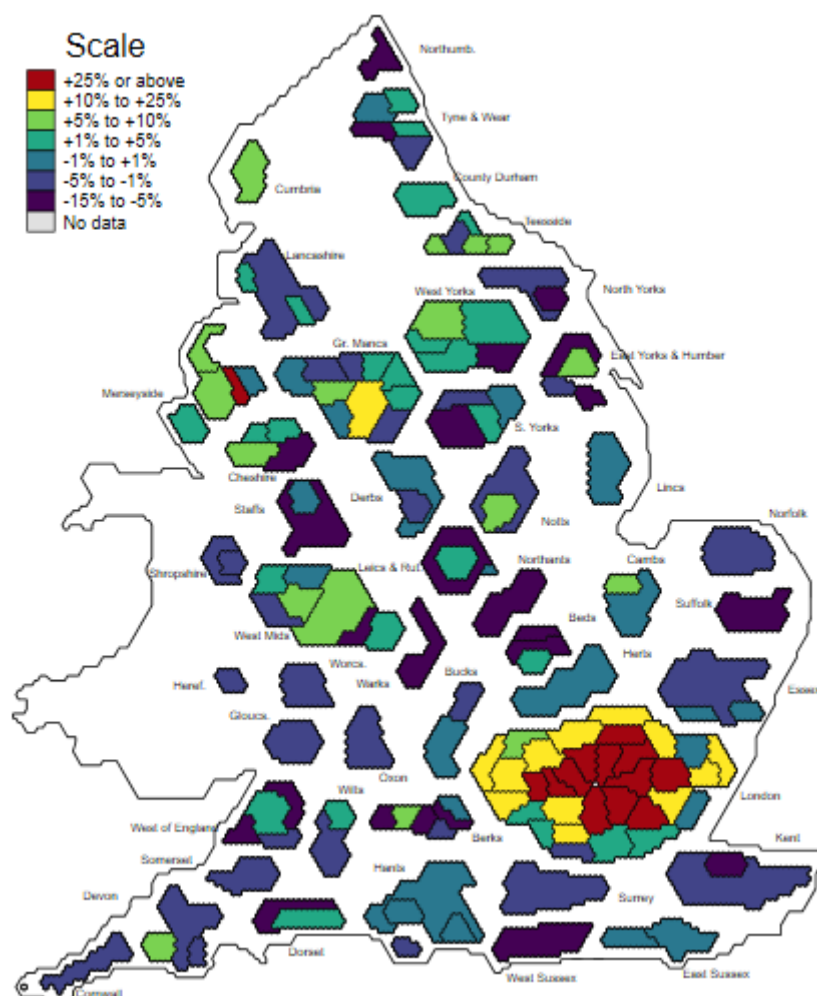 Scale
+25% or above
+10% to +25%
+5% to +10%
+1% to +5%
-1% to +1%
-5% to -1%
-15% to -5%
No data
Northumb.
Tyne & Wear
County Durham
Cumbria
Teesside
Lancashire
North Yorks
West Yorks
Gr. Mancs
East Yorks & Humber
Merseyside
S. Yorks
Cheshire
Lincs
Derbs
Staffs
Notts
Norfolk
Shropshire
Leics & Rut.
Northants
Cambs
Suffolk
Beds
West Mids
Worcs.
Warks
Bucks
Herts
Heref.
Essex
Gloucs.
Oxon
London
Wilts
West of England
Berks
Kent
Somerset
Hants
Devon
Surrey
Dorset
West Sussex
East Sussex
Cornwall